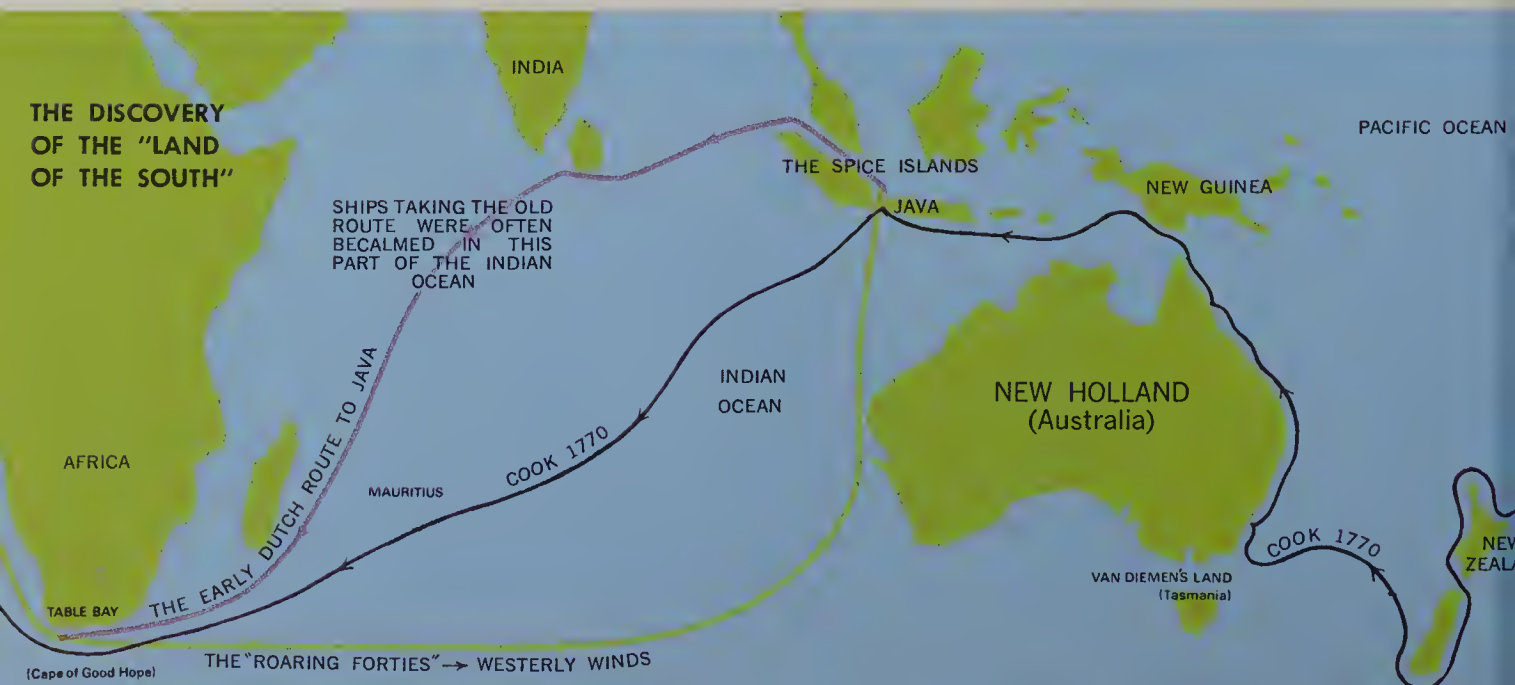 THE DISCOVERY
OF THE "LAND
OF THE SOUTH"
INDIA
PACIFIC OCEAN
THE SPICE ISLANDS
NEW GUINEA
JAVA
SHIPS TAKING THE OLD
ROUTE WERE OFTEN
BECALMED IN THIS
PART OF THE INDIAN
OCEAN
THE EARLY DUTCH ROUTE TO JAVA
INDIAN
OCEAN
NEW HOLLAND
(Australia)
AFRICA
MAURITIUS
COOK 1770
COOK 1770
VAN DIEMEN'S LAND
(Tasmania)
TABLE BAY
THE "ROARING FORTIES" → WESTERLY WINDS
(Cape of Good Hope)